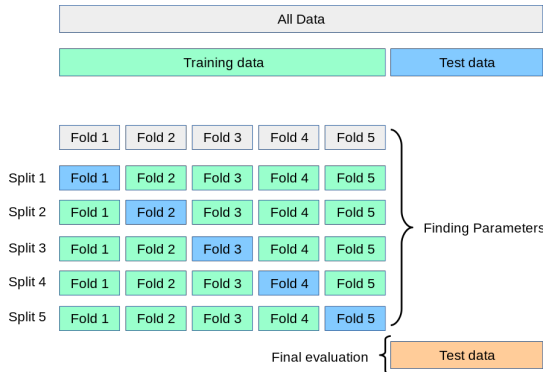 All Data
Training data Test data
Fold 1 Fold 2 Fold 3 Fold 4 Fold 5
Split 1 Fold 1 Fold 2 Fold 3 Fold 4 Fold 5
Split 2 Fold 1 Fold 2 Fold 3 Fold 4 Fold 5
Finding Parameters
Split 3 Fold 1 Fold 2 Fold 3 Fold 4 Fold 5
Split 4 Fold 1 Fold 2 Fold 3 Fold 4 Fold 5
Split 5 Fold 1 Fold 2 Fold 3 Fold 4 Fold 5
Final evaluation Test data